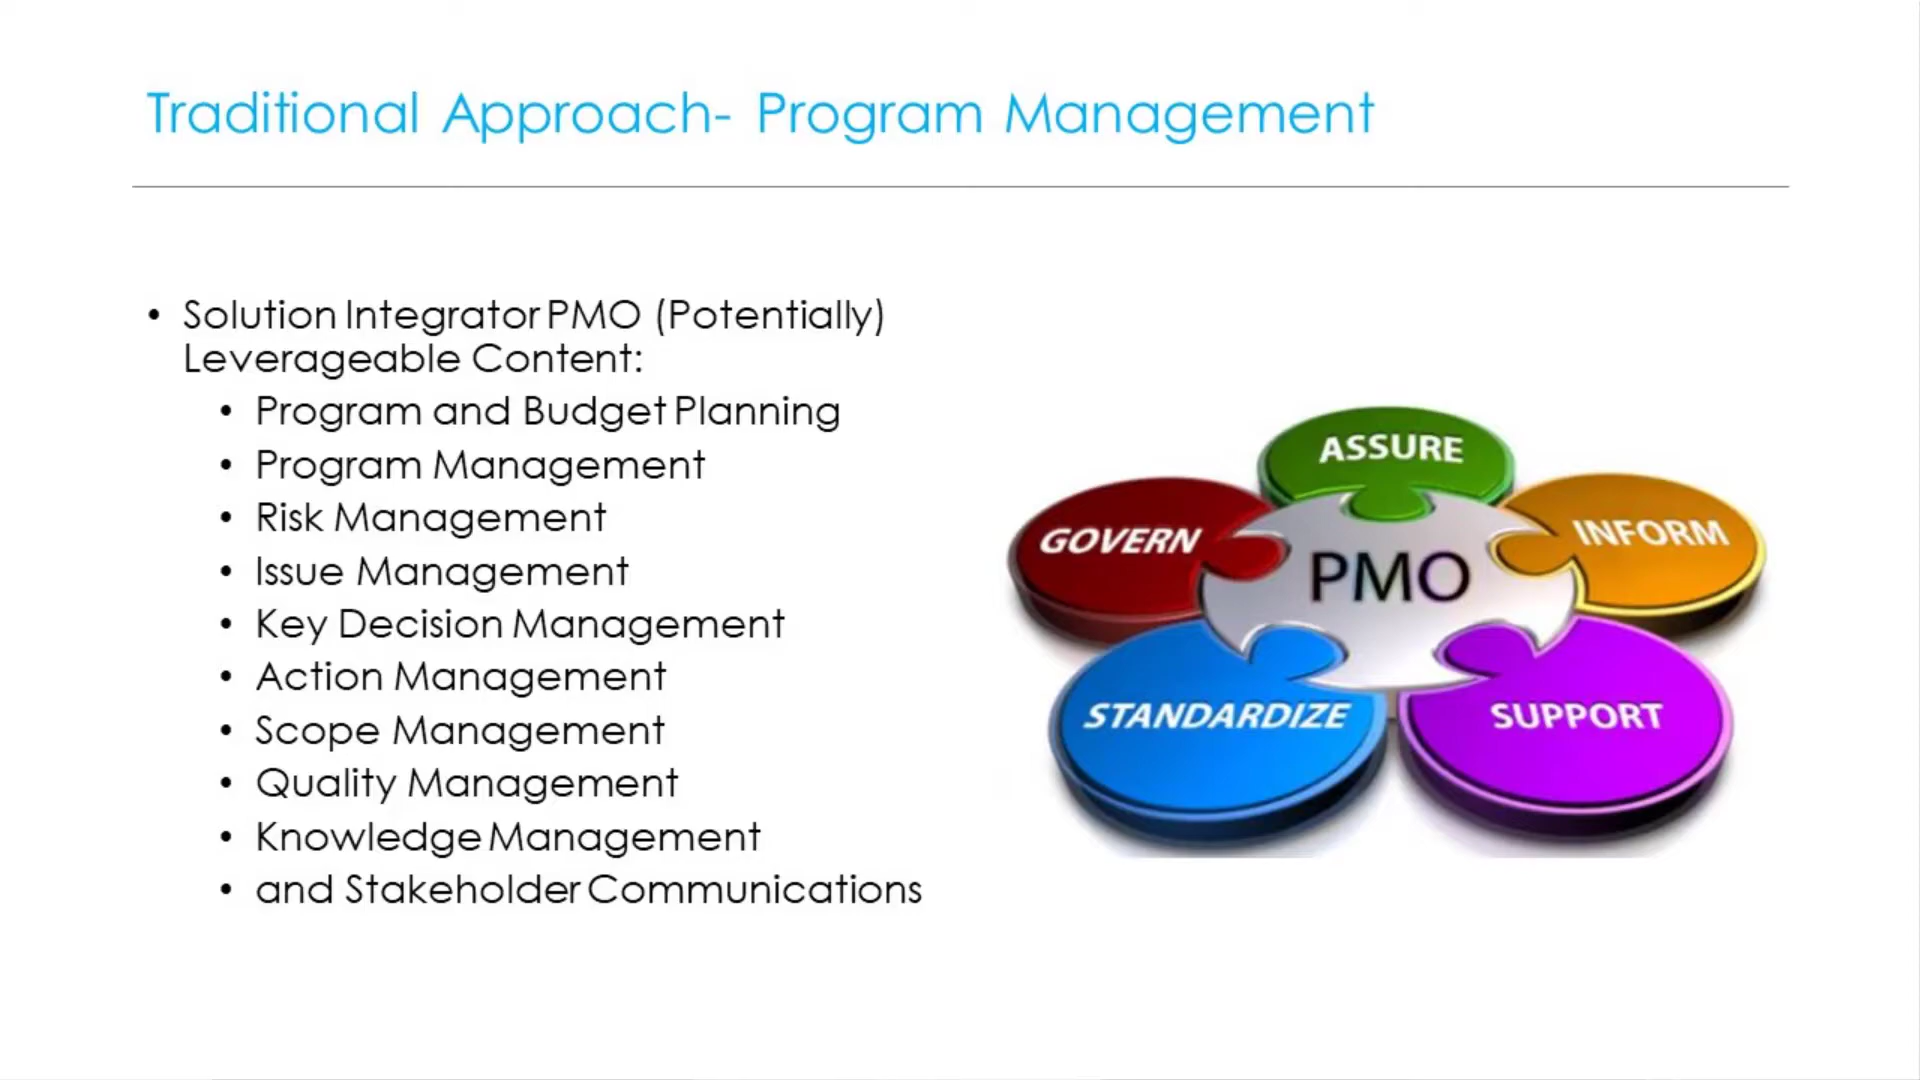 Traditional Approach- Program Management
• Solution Integrator PMO (Potentially)
Leverageable Content:
• Program and Budget Planning
• Program Management
• Risk Management
• Issue Management
• Key Decision Management
• Action Management
• Scope Management
• Quality Management
• Knowledge Management
• and Stakeholder Communications
ASSURE
GOVERN
INFORM
PMO
STANDARDIZE
SUPPORT